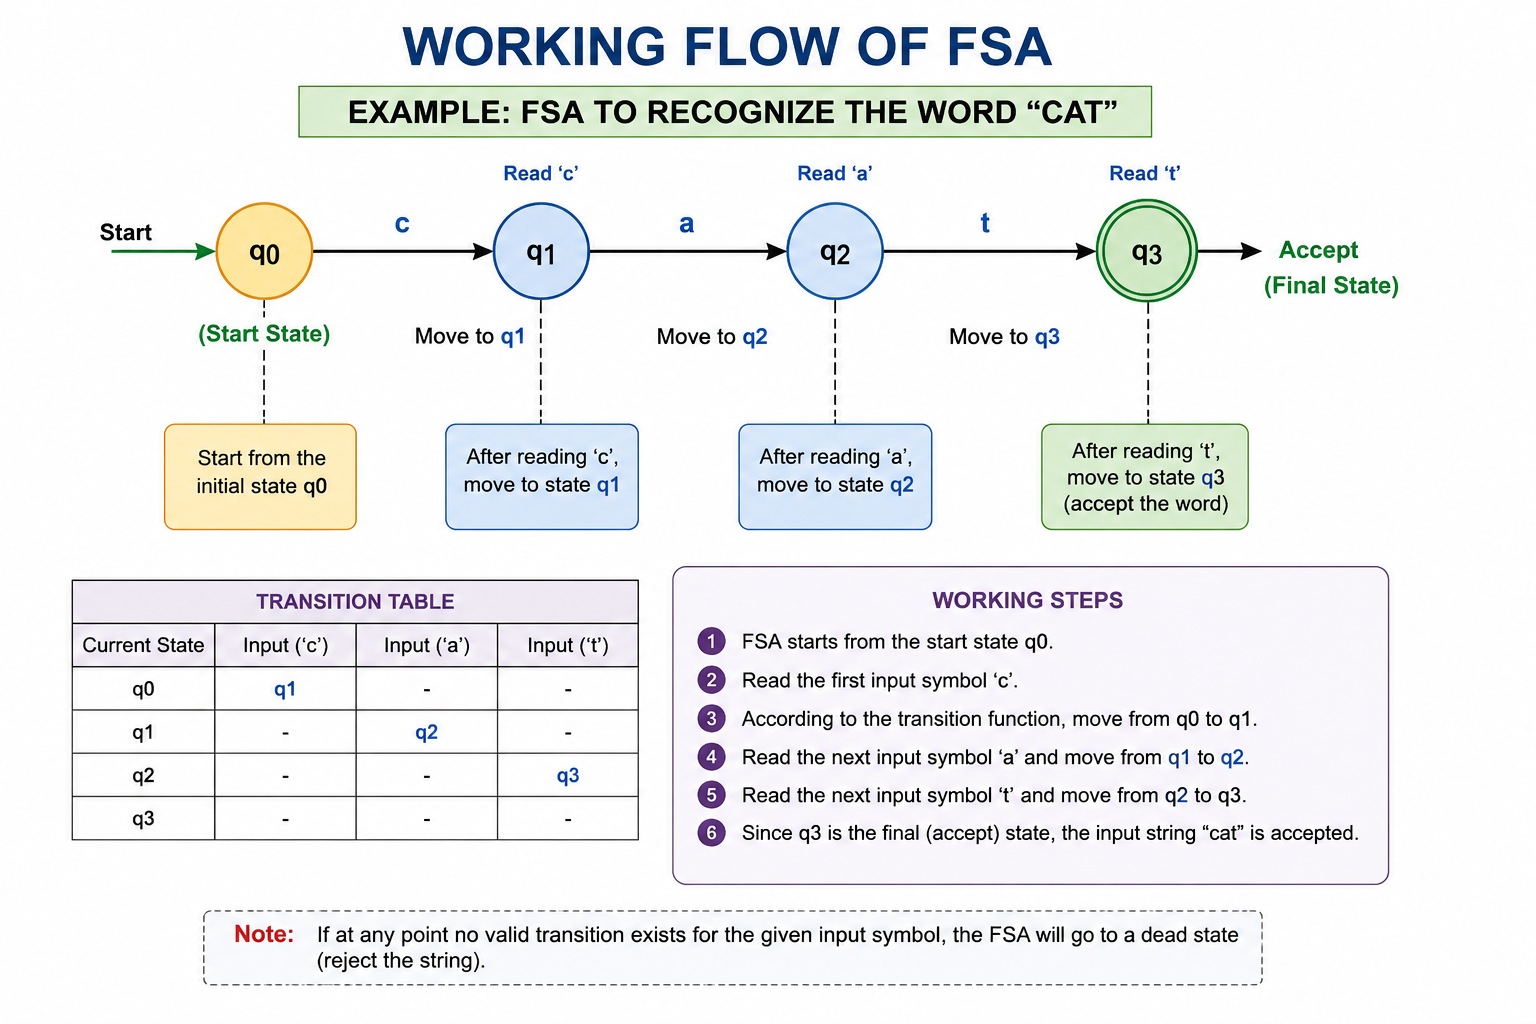 WORKING FLOW OF FSA
EXAMPLE: FSA TO RECOGNIZE THE WORD “CAT”
Read ‘c’
Read ‘a’
Read ‘t’
Start
c
a
t
q0
q1
q2
q3
Accept
(Final State)
(Start State)
Move to q1
Move to q2
Move to q3
Start from the
initial state q0
After reading ‘c’,
move to state q1
After reading ‘a’,
move to state q2
After reading ‘t’,
move to state q3
(accept the word)
TRANSITION TABLE
Current State Input (‘c’) Input (‘a’) Input (‘t’)
q0 q1 - -
q1 - q2 -
q2 - - q3
q3 - - -
WORKING STEPS
1 FSA starts from the start state q0.
2 Read the first input symbol ‘c’.
3 According to the transition function, move from q0 to q1.
4 Read the next input symbol ‘a’ and move from q1 to q2.
5 Read the next input symbol ‘t’ and move from q2 to q3.
6 Since q3 is the final (accept) state, the input string “cat” is accepted.
Note: If at any point no valid transition exists for the given input symbol, the FSA will go to a dead state
(reject the string).